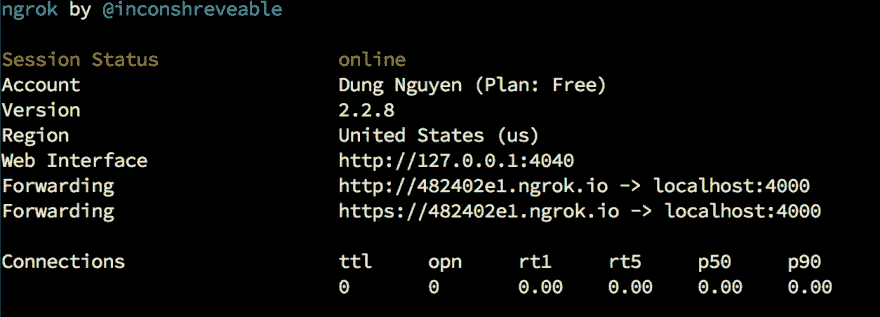 ngrok by @inconshreveable
Session Status online
Account Dung Nguyen (Plan: Free)
Version 2.2.8
Region United States (us)
Web Interface http://127.0.0.1:4040
Forwarding http://482402e1.ngrok.io -> localhost:4000
Forwarding https://482402e1.ngrok.io -> localhost:4000
Connections ttl opn rt1 rt5 p50 p90
0 0 0.00 0.00 0.00 0.00